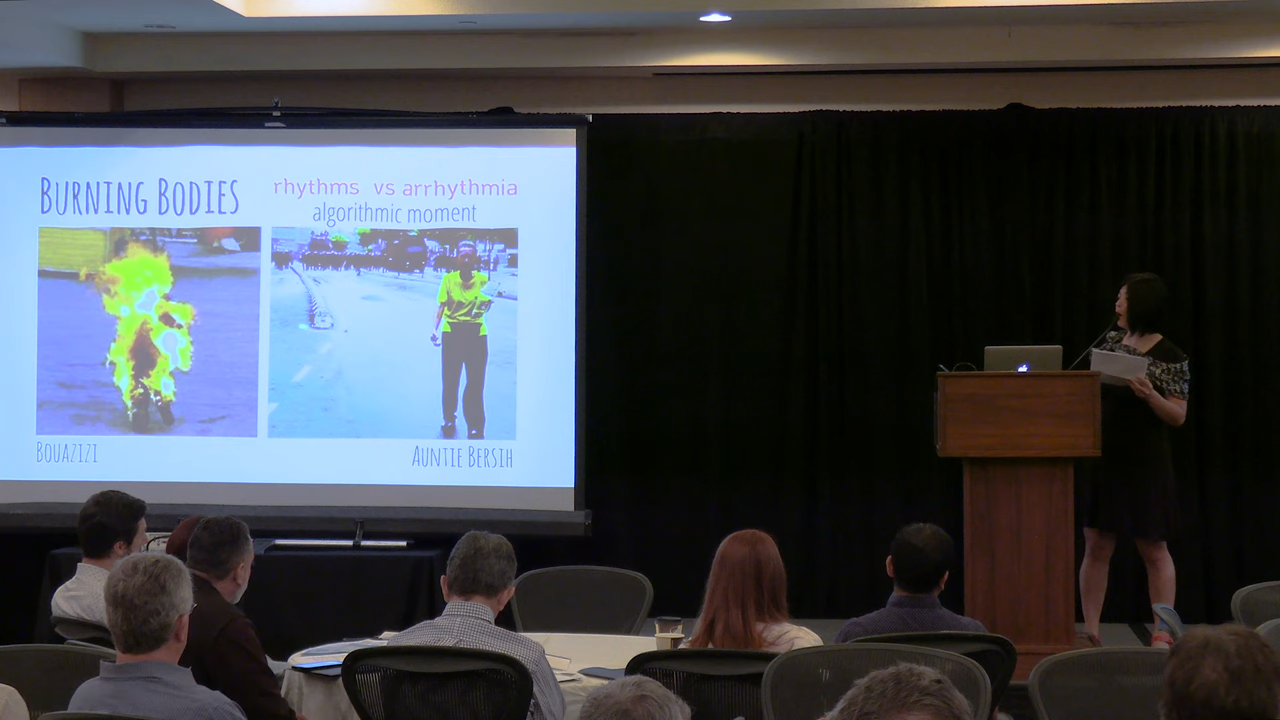 BURNING BODIES
rhythms vs arrhythmia
algorithmic moment
BOUAZIZI
AUNTIE BERSIH